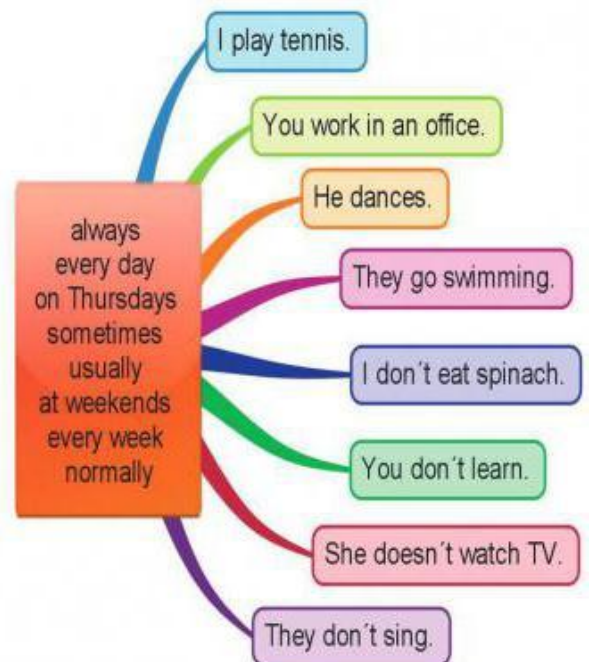 I play tennis.
You work in an office.
He dances.
They go swimming.
I don´t eat spinach.
You don´t learn.
She doesn´t watch TV.
They don´t sing.
always
every day
on Thursdays
sometimes
usually
at weekends
every week
normally